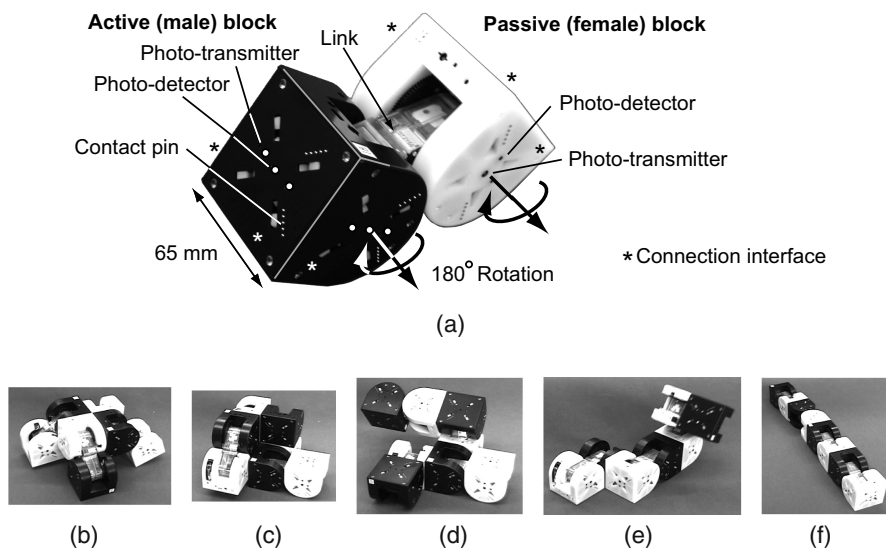 Active (male) block
Passive (female) block
Link
Photo-transmitter
Photo-detector
Photo-detector
Contact pin
Photo-transmitter
*
*
*
*
*
*
65 mm
180° Rotation
* Connection interface
(a)
(b)
(c)
(d)
(e)
(f)